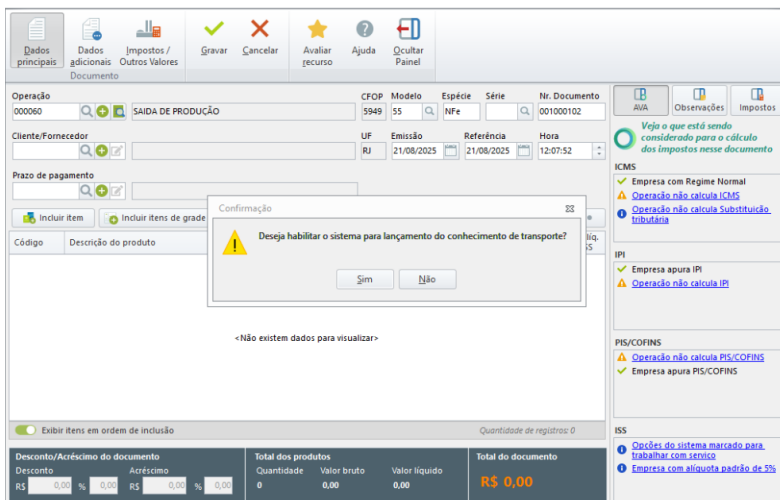 Dados principais
Dados adicionais
Impostos / Outros Valores
Gravar
Cancelar
Avaliar recurso
Ajuda
Ocultar Painel
Documento
Operação
CFOP Modelo Espécie Série Nr. Documento
000060 SAIDA DE PRODUÇÃO 5949 55 NFe 001000102
Cliente/Fornecedor UF Emissão Referência Hora
RJ 21/08/2025 21/08/2025 12:07:52
Prazo de pagamento
Incluir item Incluir itens de grade
Código Descrição do produto
Confirmação
Deseja habilitar o sistema para lançamento do conhecimento de transporte?
Sim Não
<Não existem dados para visualizar>
Exibir itens em ordem de inclusão Quantidade de registros: 0
Desconto/Acréscimo do documento
Desconto Acréscimo
R$ 0,00 % 0,00 R$ 0,00 % 0,00
Total dos produtos
Quantidade Valor bruto Valor líquido
0 0,00 0,00
Total do documento
R$ 0,00
AVA Observações Impostos
Veja o que está sendo
considerado para o cálculo
dos impostos nesse documento
ICMS
Empresa com Regime Normal
Operação não calcula ICMS
Operação não calcula Substituição
tributária
IPI
Empresa apura IPI
Operação não calcula IPI
PIS/COFINS
Operação não calcula PIS/COFINS
Empresa apura PIS/COFINS
ISS
Opções do sistema marcado para
trabalhar com serviço
Empresa com alíquota padrão de 5%